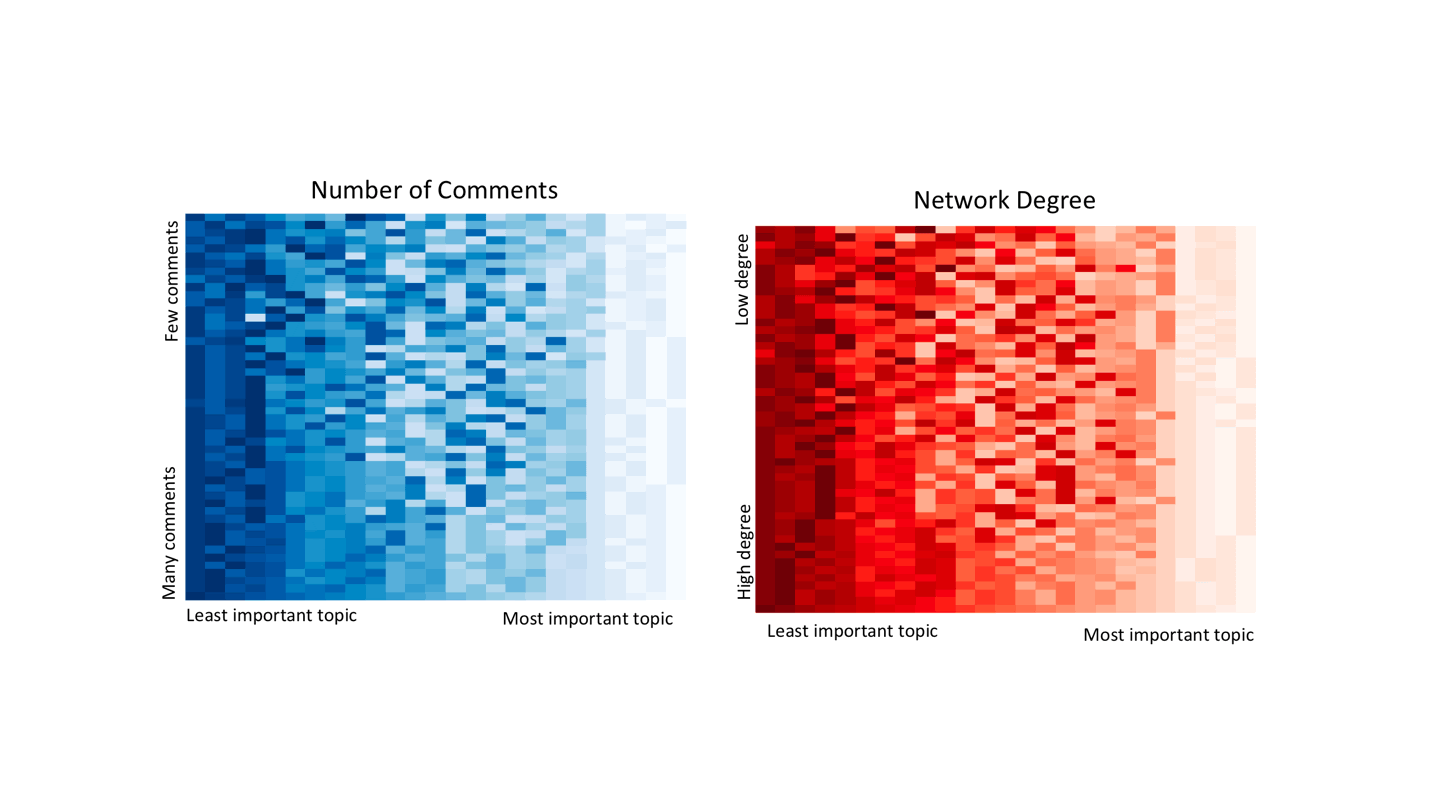 Number of Comments
Few comments
Many comments
Least important topic
Most important topic
Network Degree
Low degree
High degree
Least important topic
Most important topic